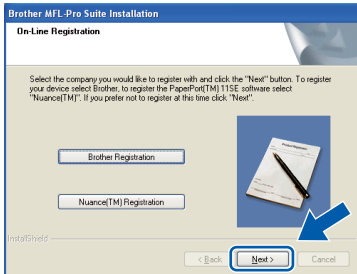 Brother MFL-Pro Suite Installation
On-Line Registration
Select the company you would like to register with and click the "Next" button. To register
your device select Brother, to register the PaperPort(TM) 11SE software select
"Nuance(TM)". If you prefer not to register at this time click "Next".
Product Registration
Brother Registration
Nuance(TM) Registration
InstallShield
< Back
Next >
Cancel